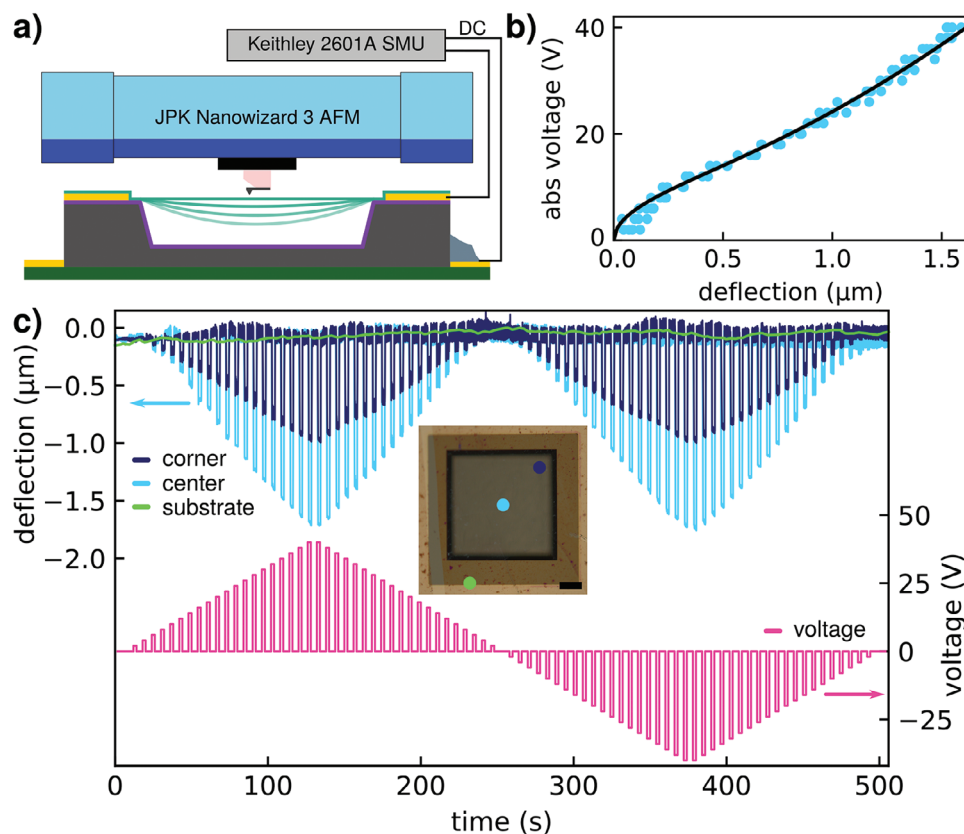 a)
Keithley 2601A SMU
DC
JPK Nanowizard 3 AFM
b)
abs voltage (V)
40
20
0
0.0 0.5 1.0 1.5
deflection (µm)
c)
deflection (µm)
0.0
−0.5
−1.0
−1.5
−2.0
corner
center
substrate
voltage
voltage (V)
50
25
0
−25
0 100 200 300 400 500
time (s)